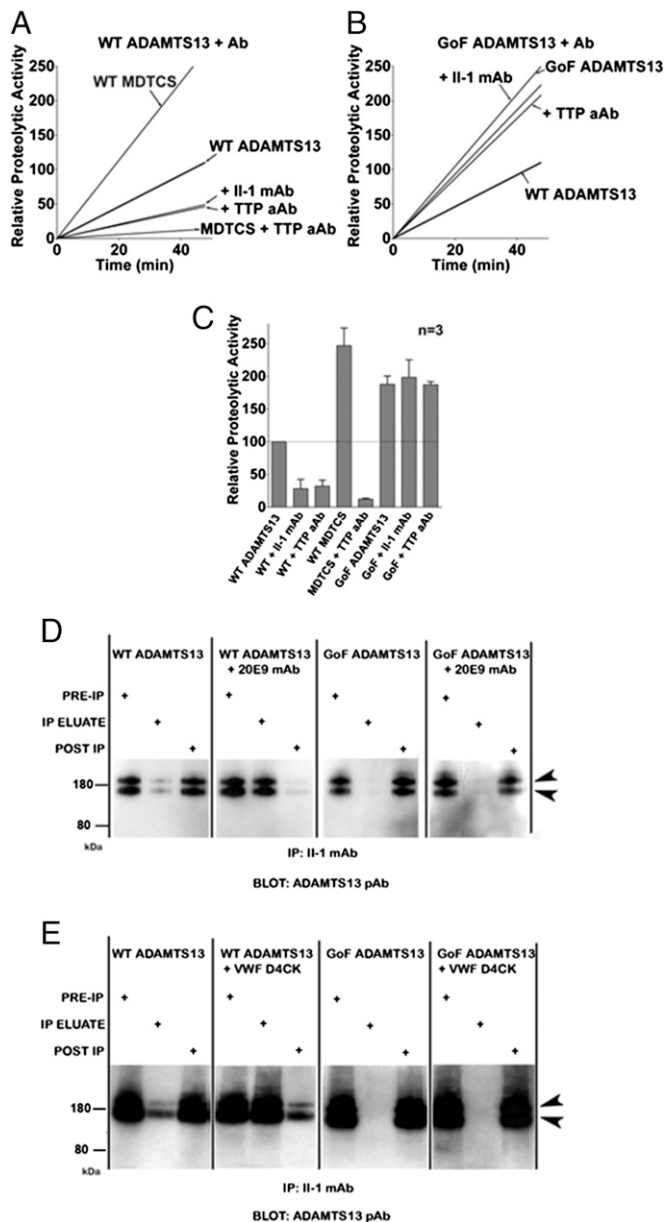 A
WT ADAMTS13 + Ab
Relative Proteolytic Activity
250
200
150
100
50
0
WT MDTCS
WT ADAMTS13
+ II-1 mAb
+ TTP aAb
MDTCS + TTP aAb
0 20 40
Time (min)
B
GoF ADAMTS13 + Ab
Relative Proteolytic Activity
250
200
150
100
50
0
+ II-1 mAb
GoF ADAMTS13
+ TTP aAb
WT ADAMTS13
0 20 40
Time (min)
C
n=3
Relative Proteolytic Activity
250
200
150
100
50
0
WT ADAMTS13
WT + II-1 mAb
WT + TTP aAb
WT MDTCS
MDTCS + TTP aAb
GoF ADAMTS13
GoF + II-1 mAb
GoF + TTP aAb
D
WT ADAMTS13
WT ADAMTS13
+ 20E9 mAb
GoF ADAMTS13
GoF ADAMTS13
+ 20E9 mAb
PRE-IP + + + +
IP ELUATE + + + +
POST IP + + + +
180
80
kDa
IP: II-1 mAb
BLOT: ADAMTS13 pAb
E
WT ADAMTS13
WT ADAMTS13
+ VWF D4CK
GoF ADAMTS13
GoF ADAMTS13
+ VWF D4CK
PRE-IP + + + +
IP ELUATE + + + +
POST IP + + + +
180
80
kDa
IP: II-1 mAb
BLOT: ADAMTS13 pAb